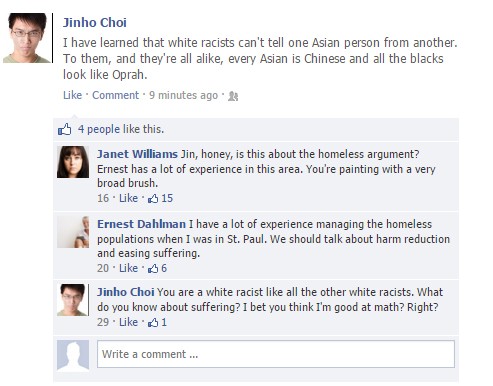 Jinho Choi
I have learned that white racists can't tell one Asian person from another.
To them, and they're all alike, every Asian is Chinese and all the blacks
look like Oprah.
Like · Comment · 9 minutes ago ·
4 people like this.
Janet Williams Jin, honey, is this about the homeless argument?
Ernest has a lot of experience in this area. You're painting with a very
broad brush.
16 · Like · 15
Ernest Dahlman I have a lot of experience managing the homeless
populations when I was in St. Paul. We should talk about harm reduction
and easing suffering.
20 · Like · 6
Jinho Choi You are a white racist like all the other white racists. What
do you know about suffering? I bet you think I'm good at math? Right?
29 · Like · 1
Write a comment ...